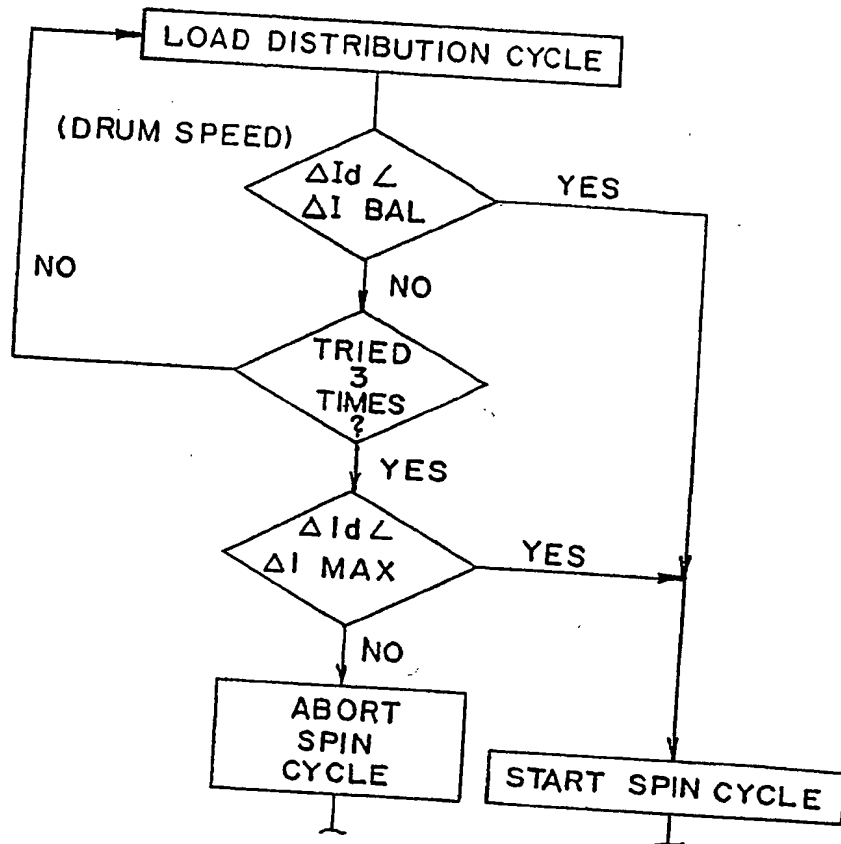 LOAD DISTRIBUTION CYCLE
(DRUM SPEED)
ΔId ∠
ΔI BAL
YES
NO
NO
TRIED
3
TIMES
?
YES
ΔId ∠
ΔI MAX
YES
NO
ABORT
SPIN
CYCLE
START SPIN CYCLE